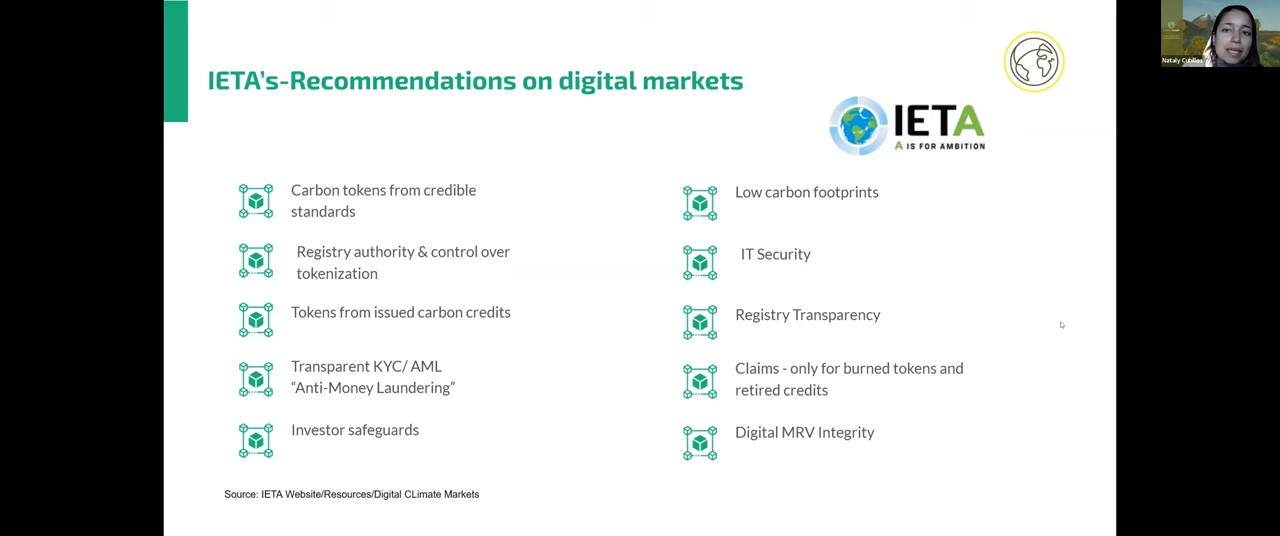 IETA's-Recommendations on digital markets
IETA
A IS FOR AMBITION
Carbon tokens from credible
standards
Registry authority & control over
tokenization
Tokens from issued carbon credits
Transparent KYC/ AML
“Anti-Money Laundering”
Investor safeguards
Low carbon footprints
IT Security
Registry Transparency
Claims - only for burned tokens and
retired credits
Digital MRV Integrity
Source: IETA Website/Resources/Digital CLimate Markets
Nataly Cubillos